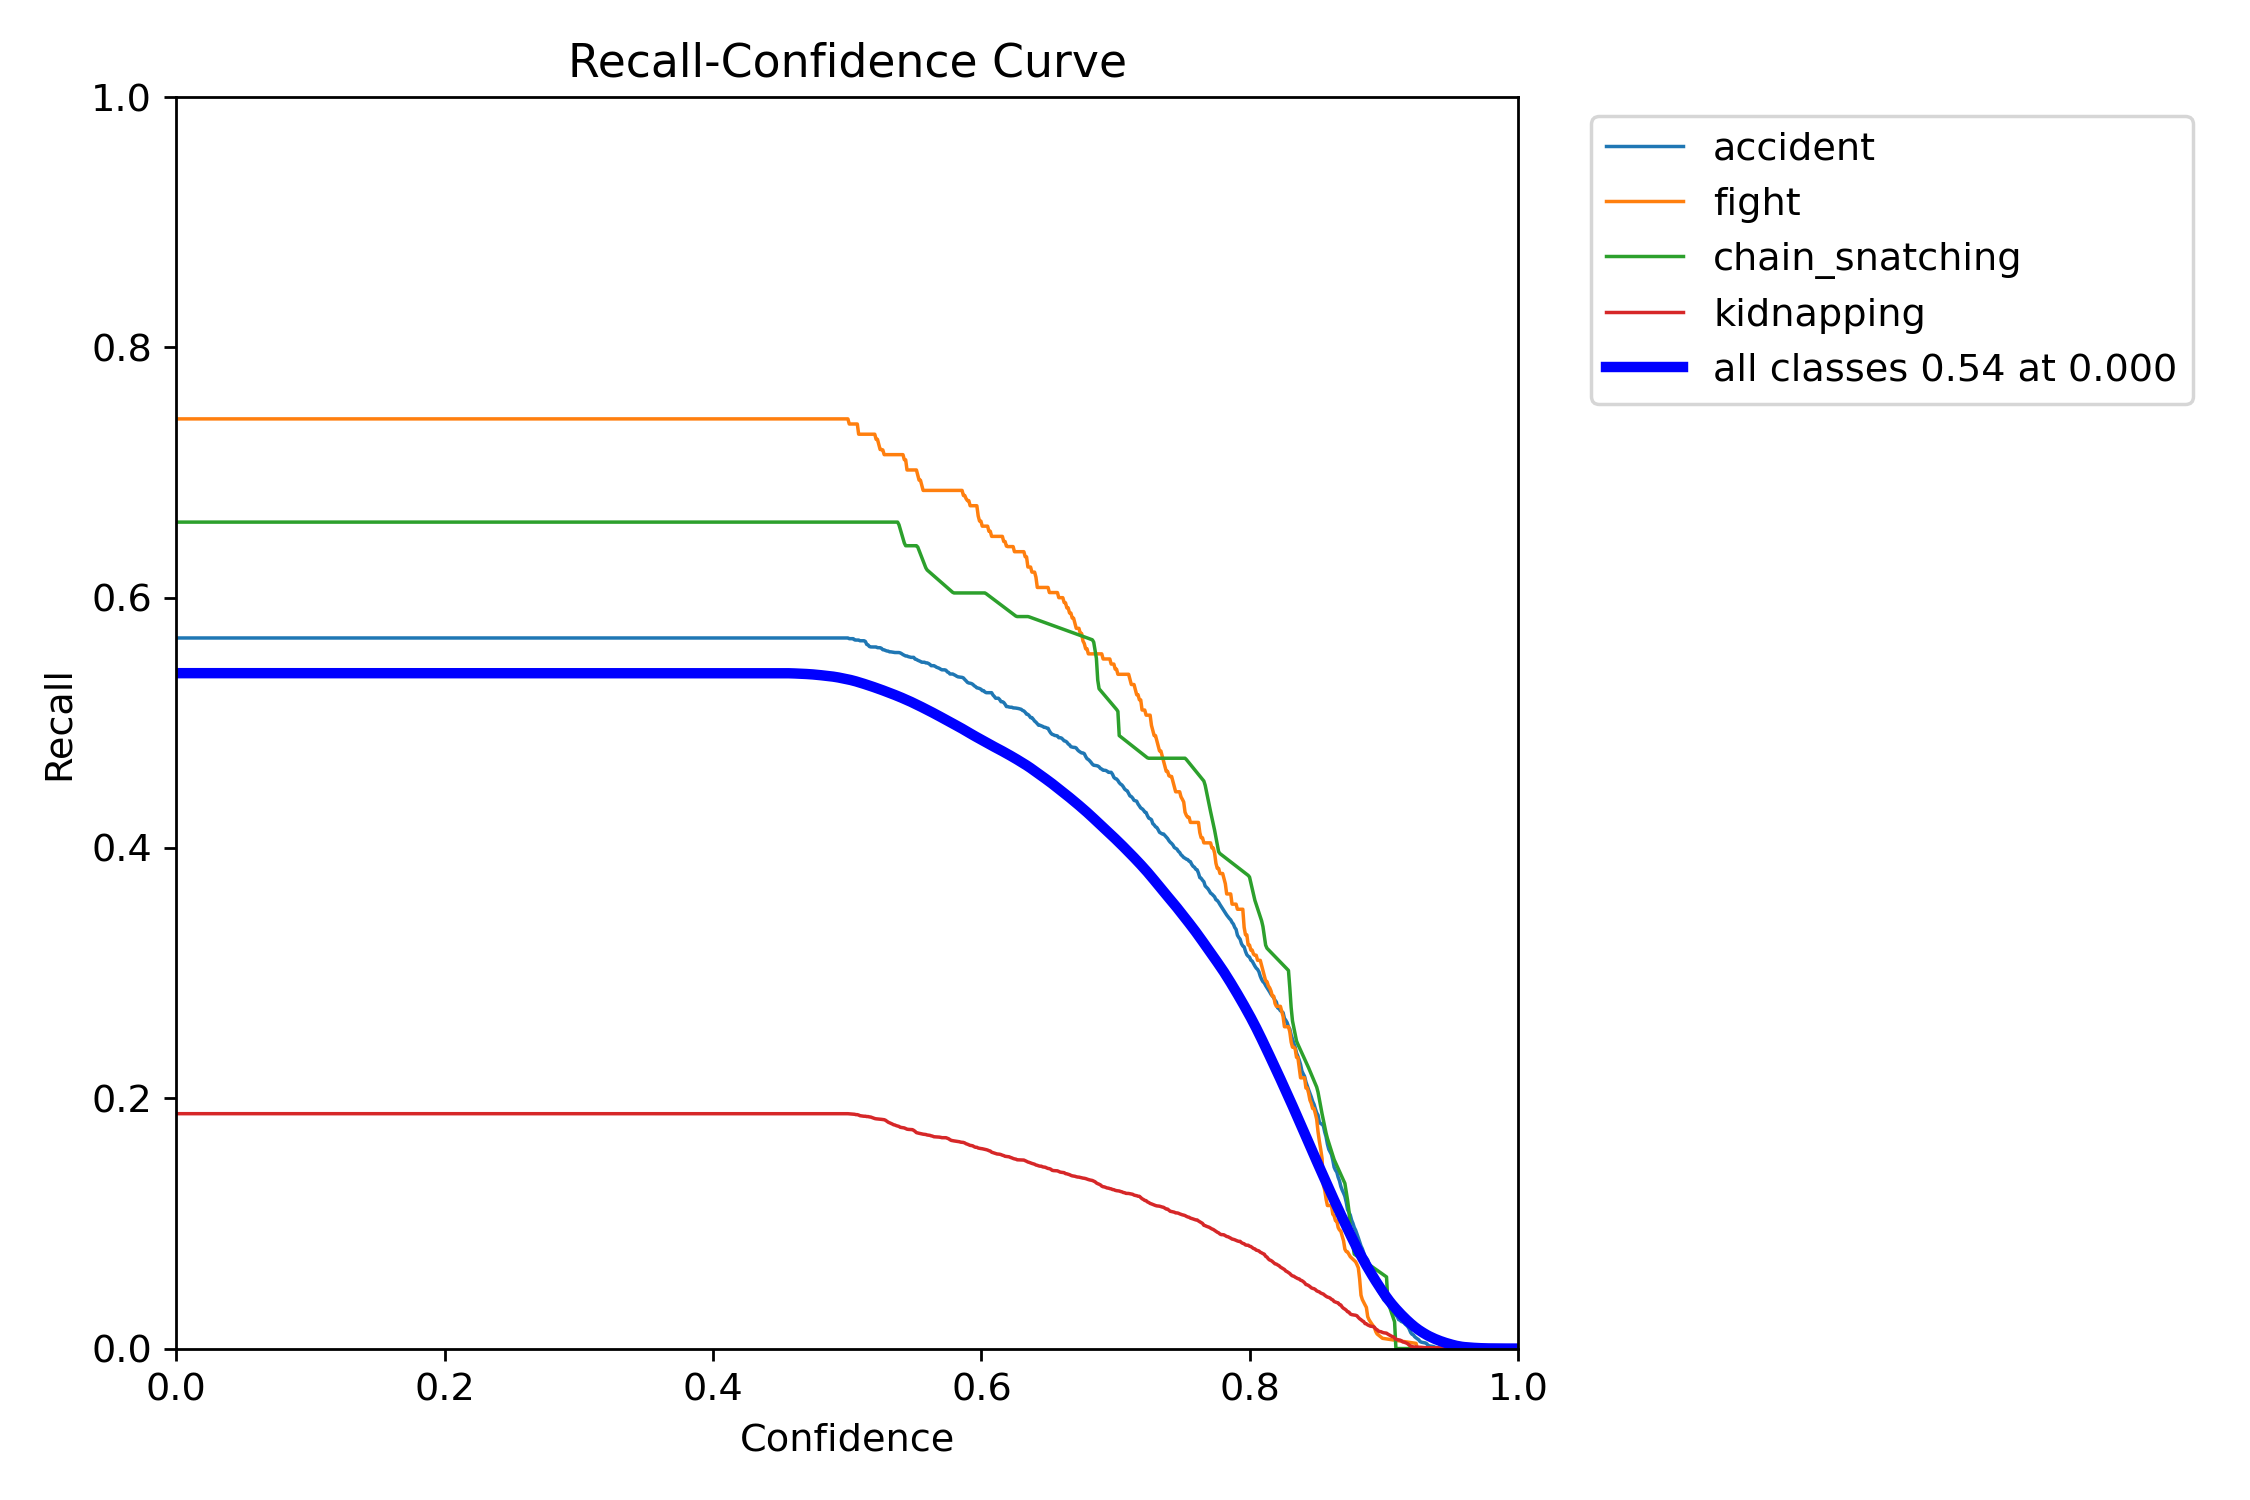 Recall-Confidence Curve
1.0
0.8
0.6
0.4
0.2
0.0
Recall
0.0 0.2 0.4 0.6 0.8 1.0
Confidence
accident
fight
chain_snatching
kidnapping
all classes 0.54 at 0.000